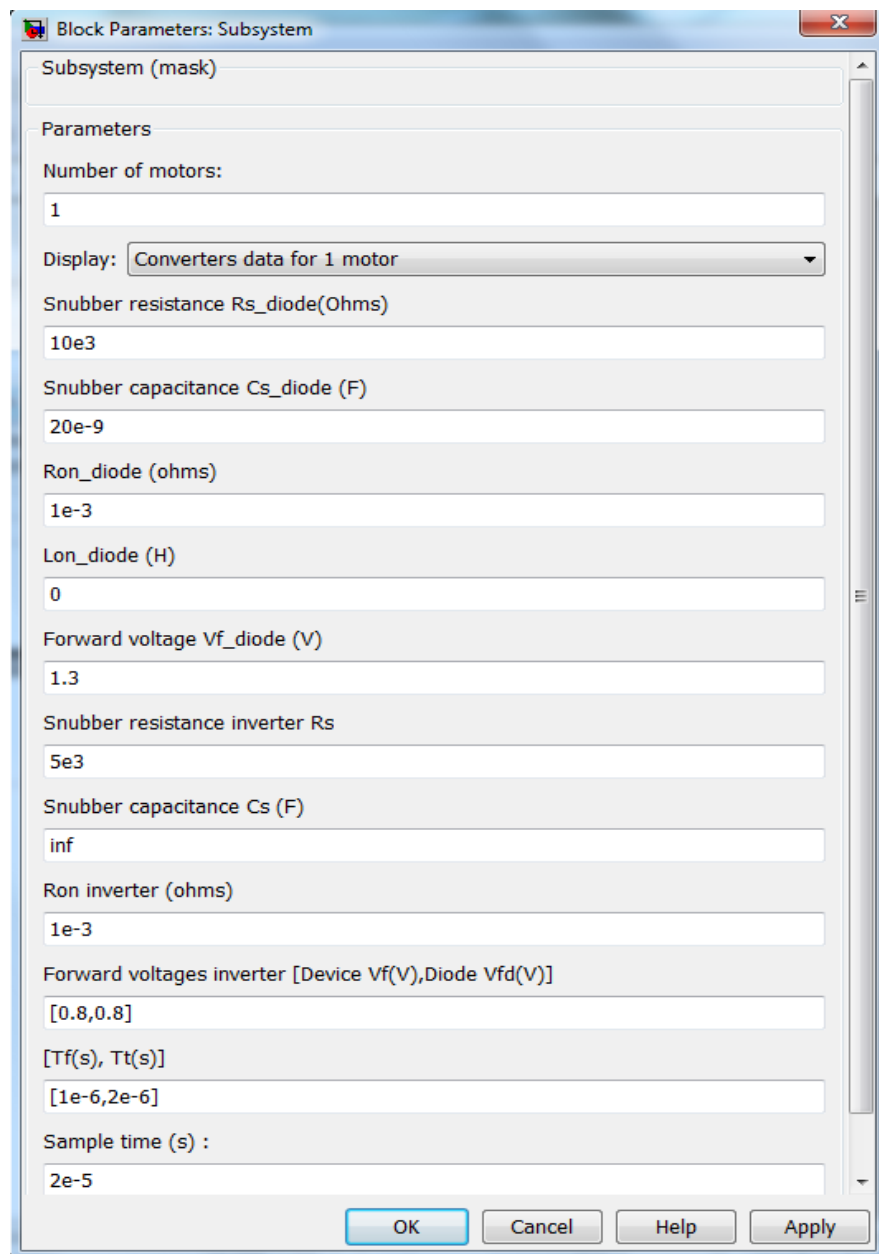 Block Parameters: Subsystem
Subsystem (mask)
Parameters
Number of motors:
1
Display: Converters data for 1 motor
Snubber resistance Rs_diode(Ohms)
10e3
Snubber capacitance Cs_diode (F)
20e-9
Ron_diode (ohms)
1e-3
Lon_diode (H)
0
Forward voltage Vf_diode (V)
1.3
Snubber resistance inverter Rs
5e3
Snubber capacitance Cs (F)
inf
Ron inverter (ohms)
1e-3
Forward voltages inverter [Device Vf(V),Diode Vfd(V)]
[0.8,0.8]
[Tf(s), Tt(s)]
[1e-6,2e-6]
Sample time (s) :
2e-5
OK Cancel Help Apply